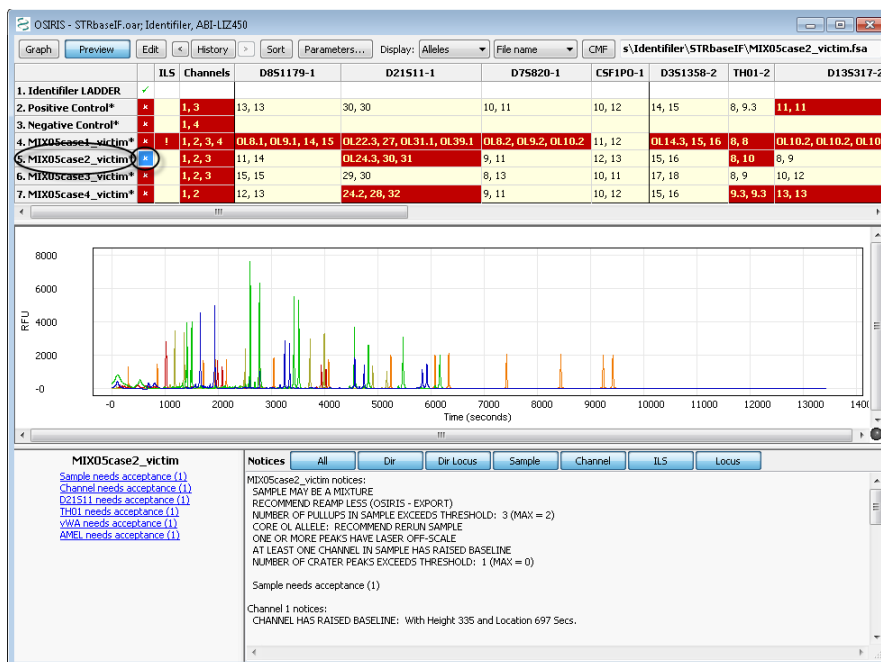 OSIRIS - STRbaseIF.oar; Identifiler, ABI-LIZ450
Graph Preview Edit < History > Sort Parameters... Display: Alleles File name CMF s\Identifiler\STRbaseIF\MIX05case2_victim.fsa
ILS Channels D8S1179-1 D21S11-1 D7S820-1 CSF1PO-1 D3S1358-2 TH01-2 D13S317-2
1. Identifiler LADDER
2. Positive Control* 1, 3 13, 13 30, 30 10, 11 10, 12 14, 15 8, 9.3 11, 11
3. Negative Control* 1, 4
4. MIX05case1_victim* ! 1, 2, 3, 4 OL8.1, OL9.1, 14, 15 OL22.3, 27, OL31.1, OL39.1 OL8.2, OL9.2, OL10.2 11, 12 OL14.3, 15, 16 8, 8 OL10.2, OL10.2, OL10
5. MIX05case2_victim* 1, 2, 3 11, 14 OL24.3, 30, 31 9, 11 12, 13 15, 16 8, 10 8, 9
6. MIX05case3_victim* 1, 2, 3 15, 15 29, 30 8, 13 10, 11 17, 18 8, 9 10, 12
7. MIX05case4_victim* 1, 2 12, 13 24.2, 28, 32 9, 11 10, 12 15, 16 9.3, 9.3 13, 13
8000
6000
4000
2000
-0
RFU
-0 1000 2000 3000 4000 5000 6000 7000 8000 9000 10000 11000 12000 13000 1400
Time (seconds)
MIX05case2_victim
Sample needs acceptance (1)
Channel needs acceptance (1)
D21S11 needs acceptance (1)
TH01 needs acceptance (1)
vWA needs acceptance (1)
AMEL needs acceptance (1)
Notices All Dir Dir Locus Sample Channel ILS Locus
MIX05case2_victim notices:
SAMPLE MAY BE A MIXTURE
RECOMMEND REAMP LESS (OSIRIS - EXPORT)
NUMBER OF PULLUPS IN SAMPLE EXCEEDS THRESHOLD: 3 (MAX = 2)
CORE OL ALLELE: RECOMMEND RERUN SAMPLE
ONE OR MORE PEAKS HAVE LASER OFF-SCALE
AT LEAST ONE CHANNEL IN SAMPLE HAS RAISED BASELINE
NUMBER OF CRATER PEAKS EXCEEDS THRESHOLD: 1 (MAX = 0)
Sample needs acceptance (1)
Channel 1 notices:
CHANNEL HAS RAISED BASELINE: With Height 335 and Location 697 Secs.